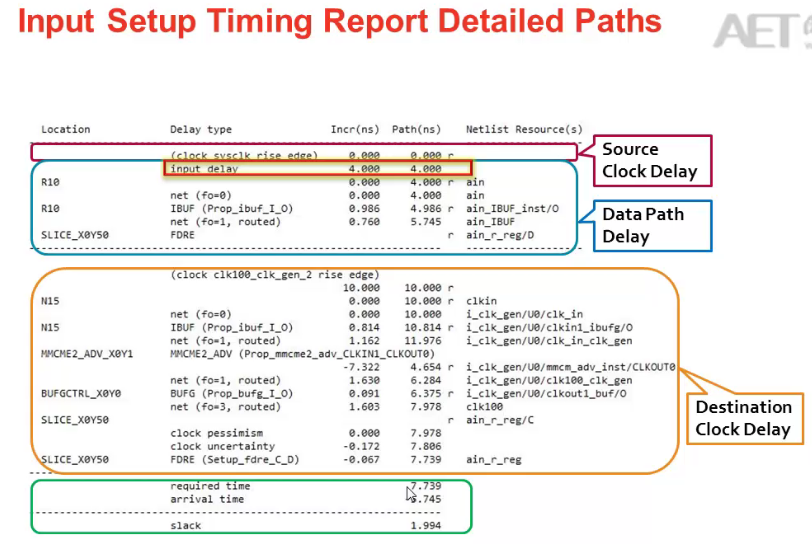 Input Setup Timing Report Detailed Paths
AET
Location Delay type Incr(ns) Path(ns) Netlist Resource(s)
(clock sysclk rise edge) 0.000 0.000 r
input delay 4.000 4.000
R10 0.000 4.000 r ain
net (fo=0) 0.000 4.000 ain
R10 IBUF (Prop_ibuf_I_O) 0.986 4.986 r ain_IBUF_inst/O
net (fo=1, routed) 0.760 5.745 ain_IBUF
SLICE_X0Y50 FDRE r ain_r_reg/D
Source
Clock Delay
Data Path
Delay
(clock clk100_clk_gen_2 rise edge)
10.000 10.000 r
N15 0.000 10.000 r clkin
net (fo=0) 0.000 10.000 i_clk_gen/U0/clk_in
N15 IBUF (Prop_ibuf_I_O) 0.814 10.814 r i_clk_gen/U0/clkin1_ibufg/O
net (fo=1, routed) 1.162 11.976 i_clk_gen/U0/clk_in_clk_gen
MMCME2_ADV_X0Y1 MMCME2_ADV (Prop_mmcme2_adv_CLKIN1_CLKOUT0)
-7.322 4.654 r i_clk_gen/U0/mmcm_adv_inst/CLKOUT0
net (fo=1, routed) 1.630 6.284 i_clk_gen/U0/clk100_clk_gen
BUFGCTRL_X0Y0 BUFG (Prop_bufg_I_O) 0.091 6.375 r i_clk_gen/U0/clkout1_buf/O
net (fo=3, routed) 1.603 7.978 clk100
SLICE_X0Y50 r ain_r_reg/C
clock pessimism 0.000 7.978
clock uncertainty -0.172 7.806
SLICE_X0Y50 FDRE (Setup_fdre_C_D) -0.067 7.739 ain_r_reg
Destination
Clock Delay
required time 7.739
arrival time 5.745
slack 1.994